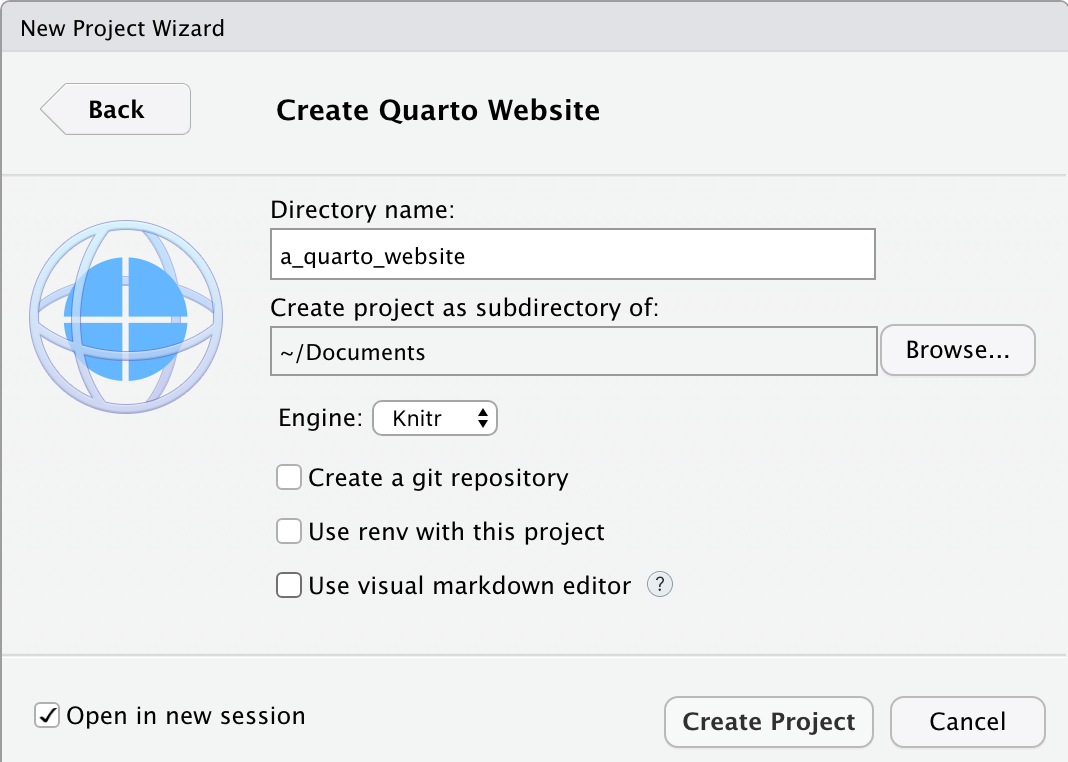 New Project Wizard
Back
Create Quarto Website
Directory name:
a_quarto_website
Create project as subdirectory of:
~/Documents
Browse...
Engine: Knitr
Create a git repository
Use renv with this project
Use visual markdown editor ?
Open in new session
Create Project
Cancel